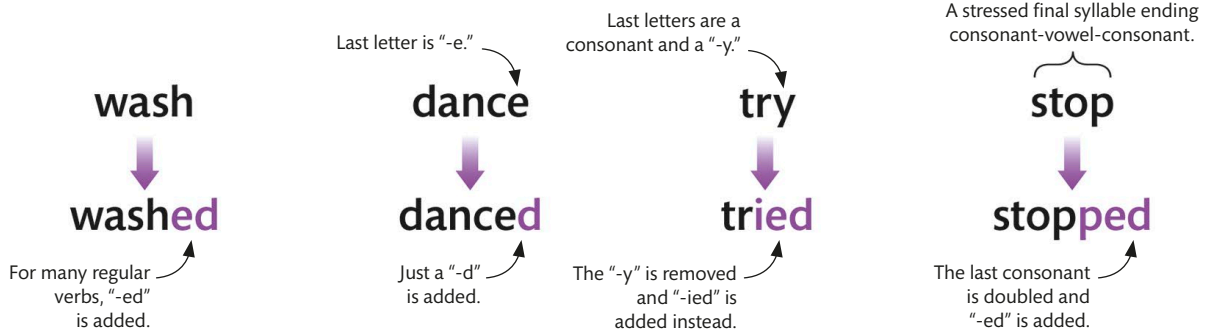 Last letter is “-e.”
Last letters are a
consonant and a “-y.”
A stressed final syllable ending
consonant-vowel-consonant.
wash
dance
try
stop
washed
danced
tried
stopped
For many regular
verbs, “-ed”
is added.
Just a “-d”
is added.
The “-y” is removed
and “-ied” is
added instead.
The last consonant
is doubled and
“-ed” is added.